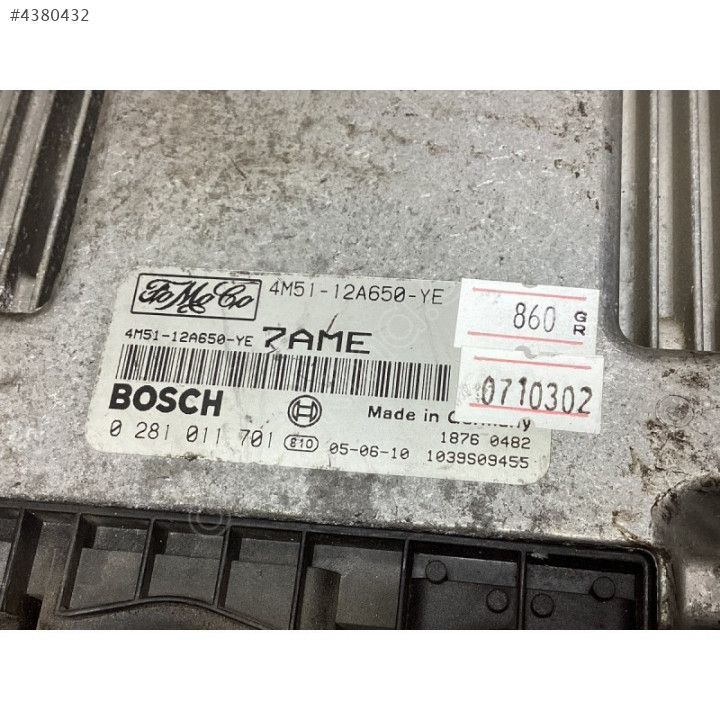 #4380432
FoMoCo 4M51-12A650-YE
860 GR
4M51-12A650-YE 7AME
0710302
BOSCH
Made in Germany
0 281 011 701 B10 05-06-10
1876 0482
1039S09455